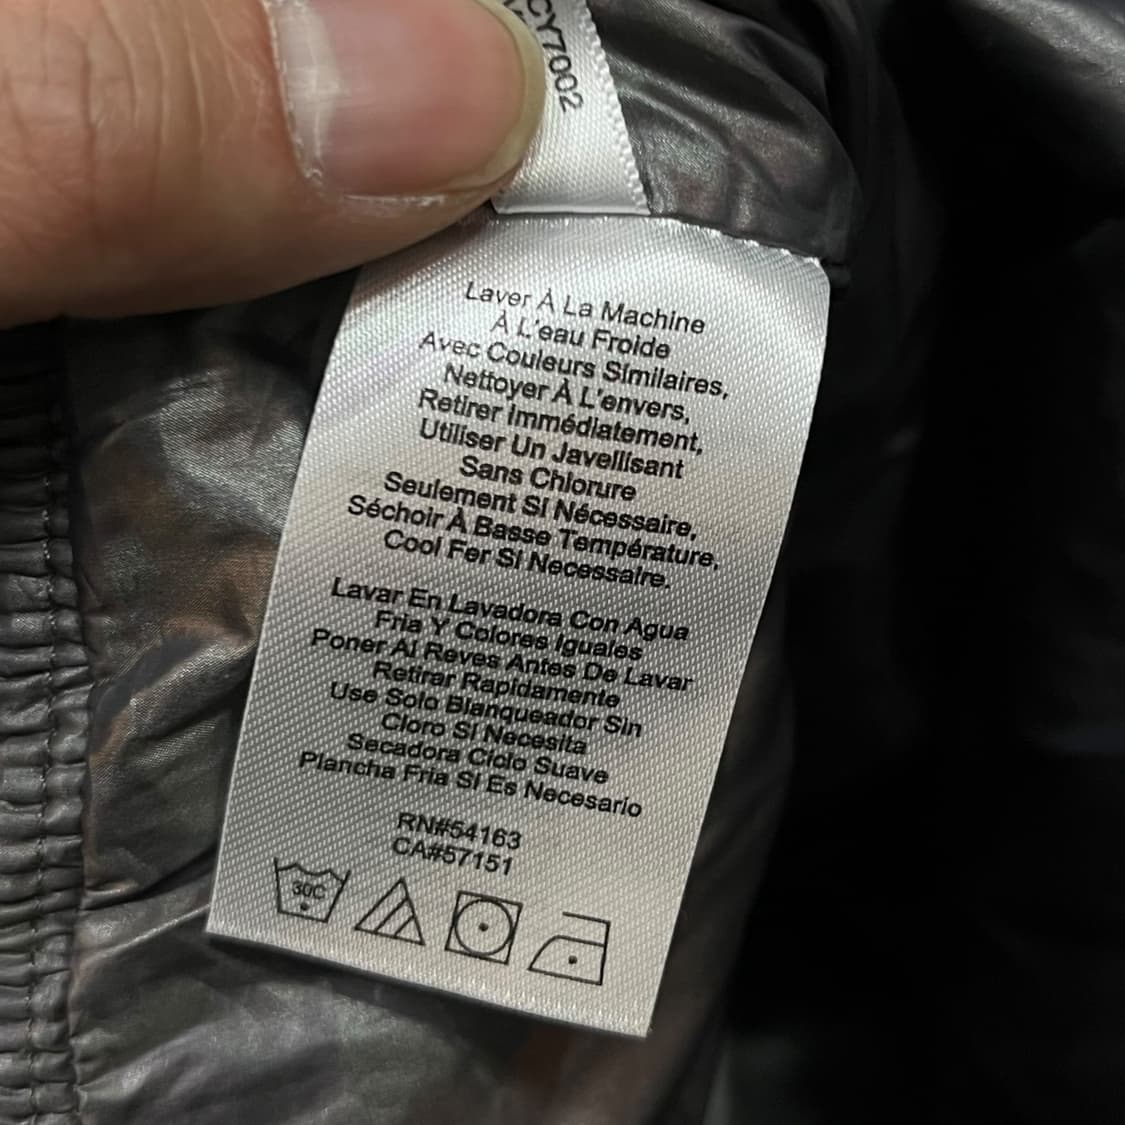 CY7002
Laver À La Machine
À L'eau Froide
Avec Couleurs Similaires,
Nettoyer À L'envers,
Retirer Immédiatement,
Utiliser Un Javellisant
Sans Chlorure
Seulement Si Nécessaire,
Séchoir À Basse Température,
Cool Fer Si Necessaire.
Lavar En Lavadora Con Agua
Fria Y Colores Iguales
Poner Al Reves Antes De Lavar
Retirar Rapidamente
Use Solo Blanqueador Sin
Cloro Si Necesita
Secadora Ciclo Suave
Plancha Fria Si Es Necesario
RN#54163
CA#57151
30C